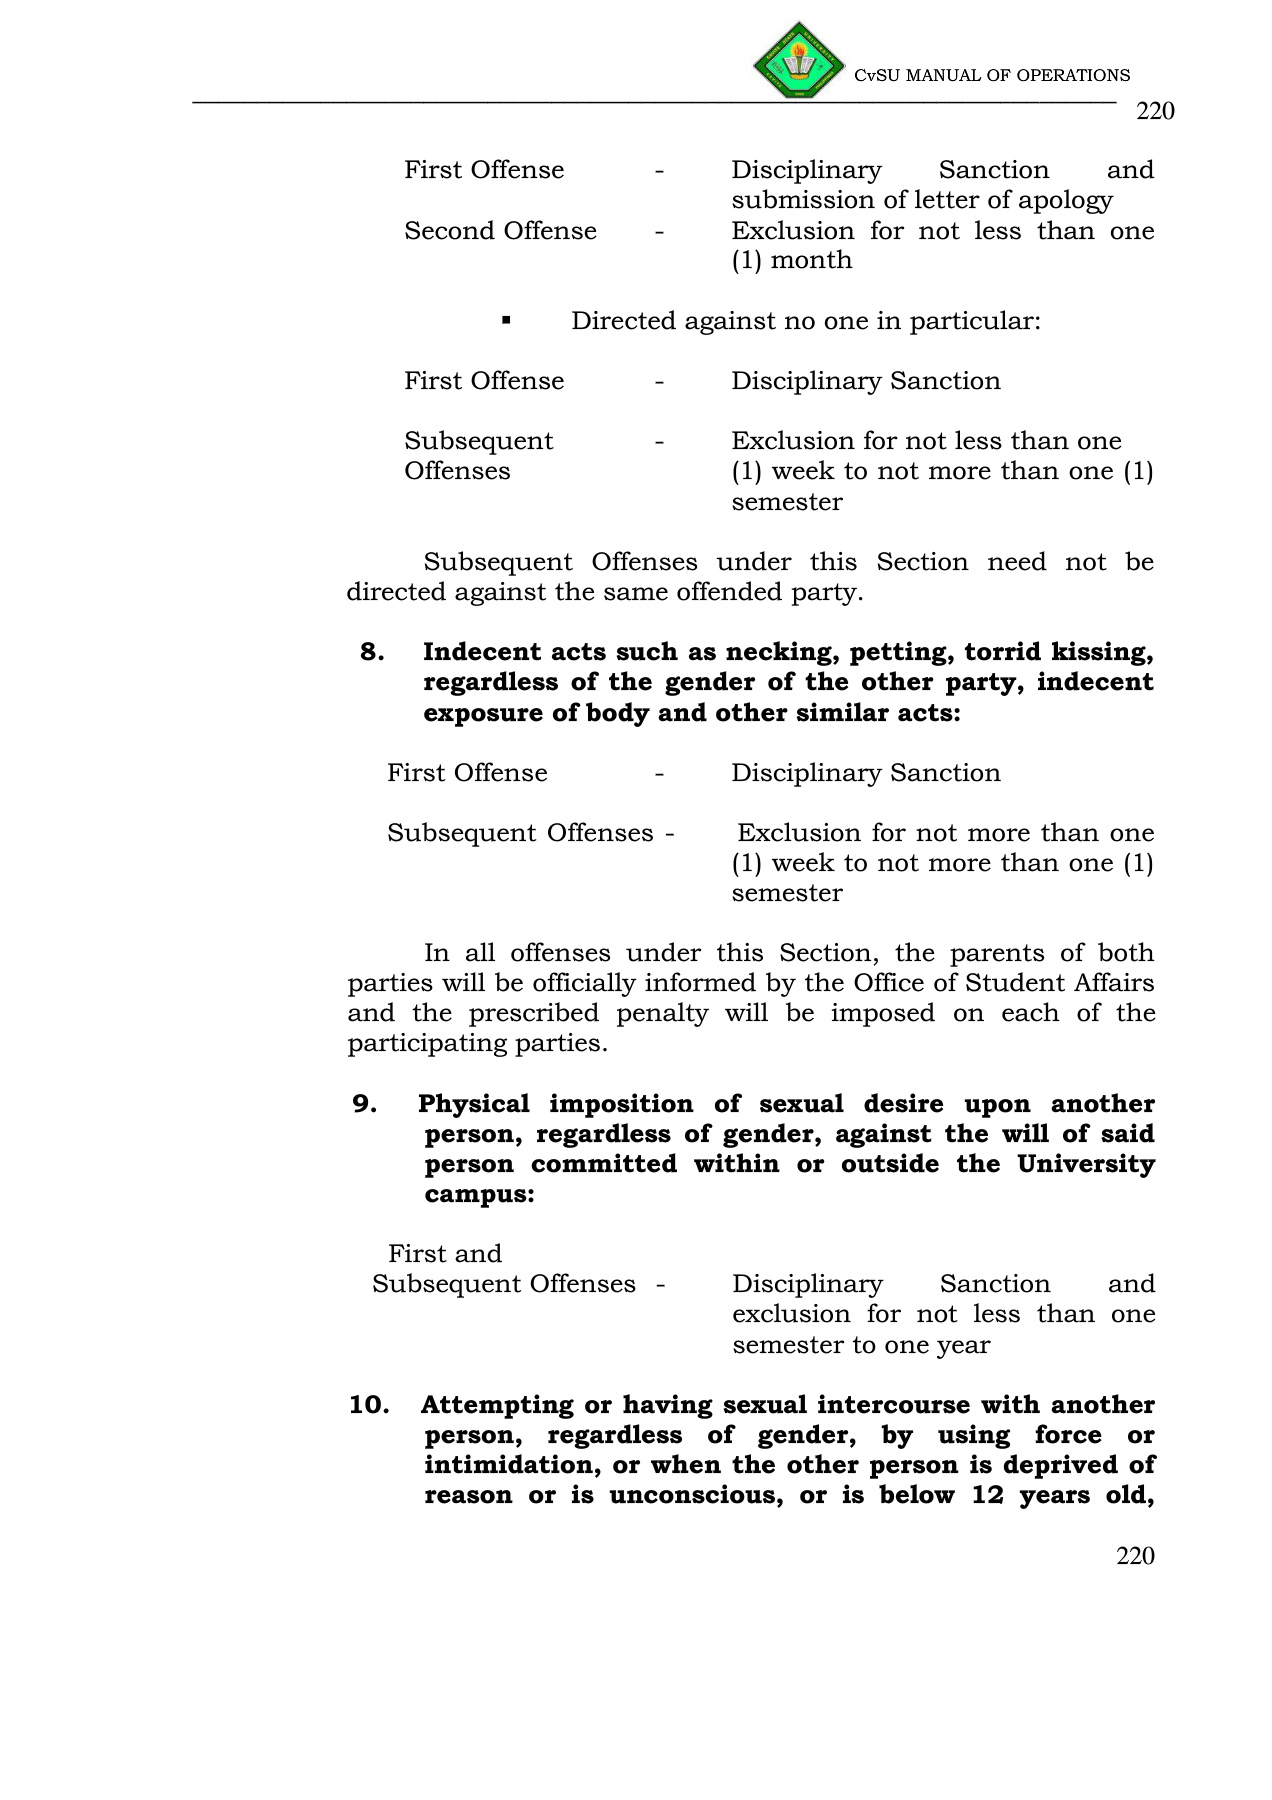 CvSU MANUAL OF OPERATIONS
220
First Offense - Disciplinary Sanction and
submission of letter of apology
Second Offense - Exclusion for not less than one
(1) month
▪ Directed against no one in particular:
First Offense - Disciplinary Sanction
Subsequent - Exclusion for not less than one
Offenses (1) week to not more than one (1)
semester
Subsequent Offenses under this Section need not be
directed against the same offended party.
8. Indecent acts such as necking, petting, torrid kissing,
regardless of the gender of the other party, indecent
exposure of body and other similar acts:
First Offense - Disciplinary Sanction
Subsequent Offenses - Exclusion for not more than one
(1) week to not more than one (1)
semester
In all offenses under this Section, the parents of both
parties will be officially informed by the Office of Student Affairs
and the prescribed penalty will be imposed on each of the
participating parties.
9. Physical imposition of sexual desire upon another
person, regardless of gender, against the will of said
person committed within or outside the University
campus:
First and
Subsequent Offenses - Disciplinary Sanction and
exclusion for not less than one
semester to one year
10. Attempting or having sexual intercourse with another
person, regardless of gender, by using force or
intimidation, or when the other person is deprived of
reason or is unconscious, or is below 12 years old,
220